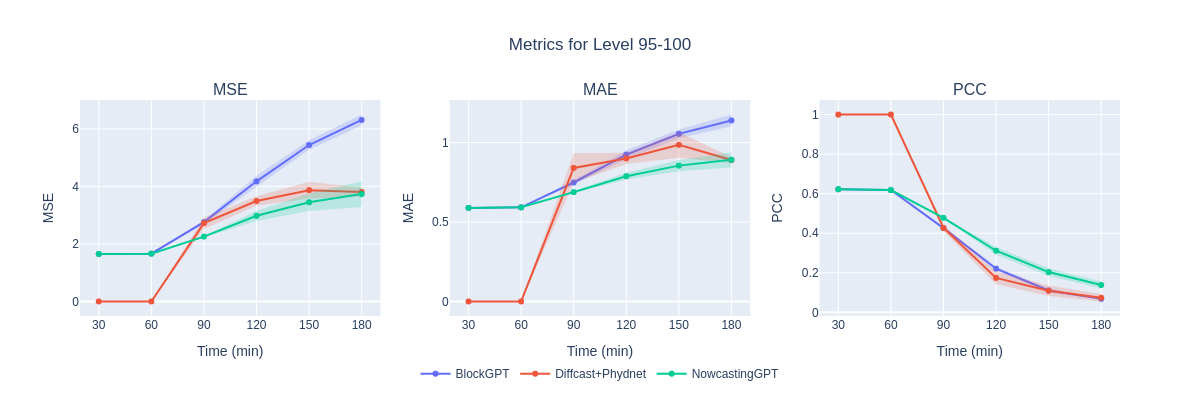 Metrics for Level 95-100
MSE
MAE
PCC
6
4
2
0
MSE
30 60 90 120 150 180
Time (min)
1
0.5
0
MAE
30 60 90 120 150 180
Time (min)
1
0.8
0.6
0.4
0.2
0
PCC
30 60 90 120 150 180
Time (min)
BlockGPT Diffcast+Phydnet NowcastingGPT